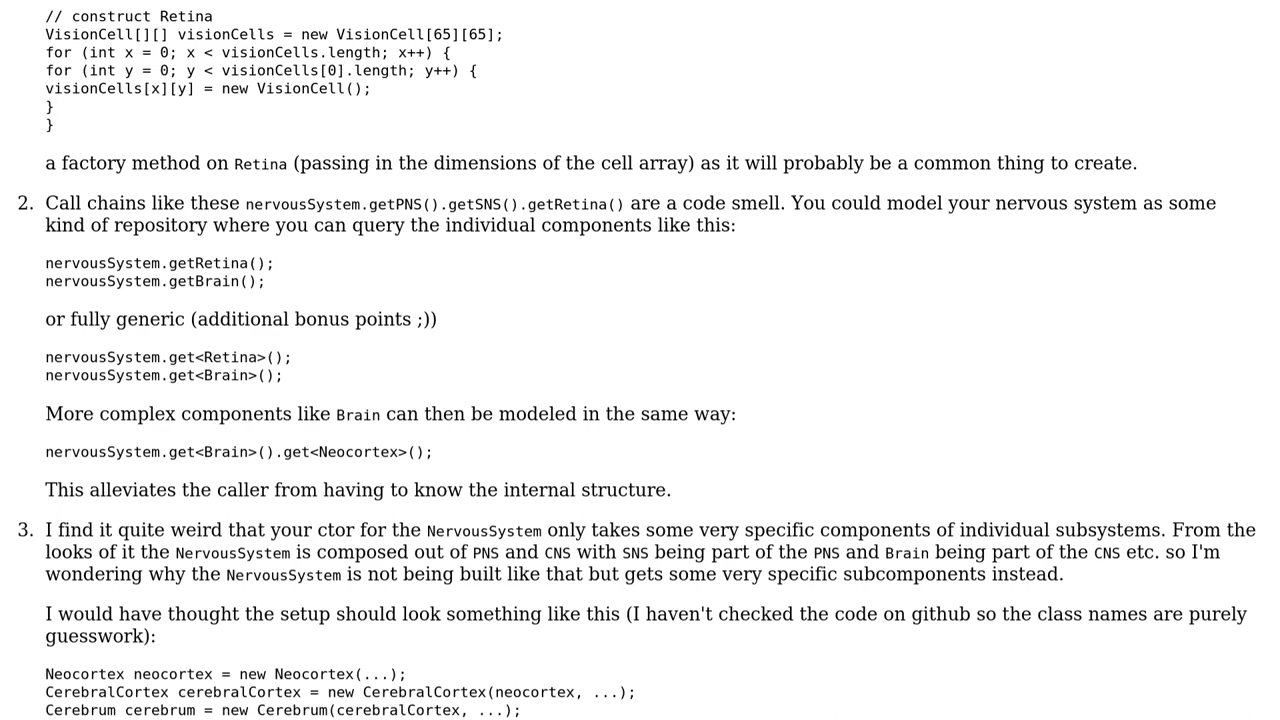 // construct Retina
VisionCell[][] visionCells = new VisionCell[65][65];
for (int x = 0; x < visionCells.length; x++) {
for (int y = 0; y < visionCells[0].length; y++) {
visionCells[x][y] = new VisionCell();
}
}
a factory method on Retina (passing in the dimensions of the cell array) as it will probably be a common thing to create.
2. Call chains like these nervousSystem.getPNS().getSNS().getRetina() are a code smell. You could model your nervous system as some
kind of repository where you can query the individual components like this:
nervousSystem.getRetina();
nervousSystem.getBrain();
or fully generic (additional bonus points ;))
nervousSystem.get<Retina>();
nervousSystem.get<Brain>();
More complex components like Brain can then be modeled in the same way:
nervousSystem.get<Brain>().get<Neocortex>();
This alleviates the caller from having to know the internal structure.
3. I find it quite weird that your ctor for the NervousSystem only takes some very specific components of individual subsystems. From the
looks of it the NervousSystem is composed out of PNS and CNS with SNS being part of the PNS and Brain being part of the CNS etc. so I'm
wondering why the NervousSystem is not being built like that but gets some very specific subcomponents instead.
I would have thought the setup should look something like this (I haven't checked the code on github so the class names are purely
guesswork):
Neocortex neocortex = new Neocortex(...);
CerebralCortex cerebralCortex = new CerebralCortex(neocortex, ...);
Cerebrum cerebrum = new Cerebrum(cerebralCortex, ...);